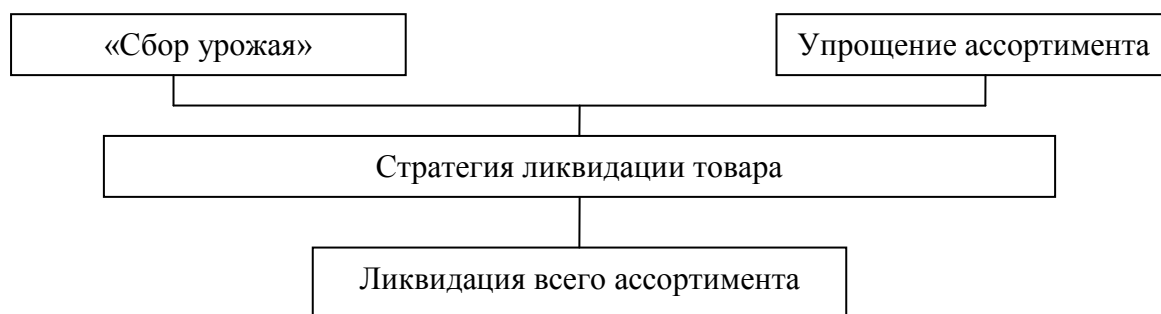 «Сбор урожая»
Упрощение ассортимента
Стратегия ликвидации товара
Ликвидация всего ассортимента